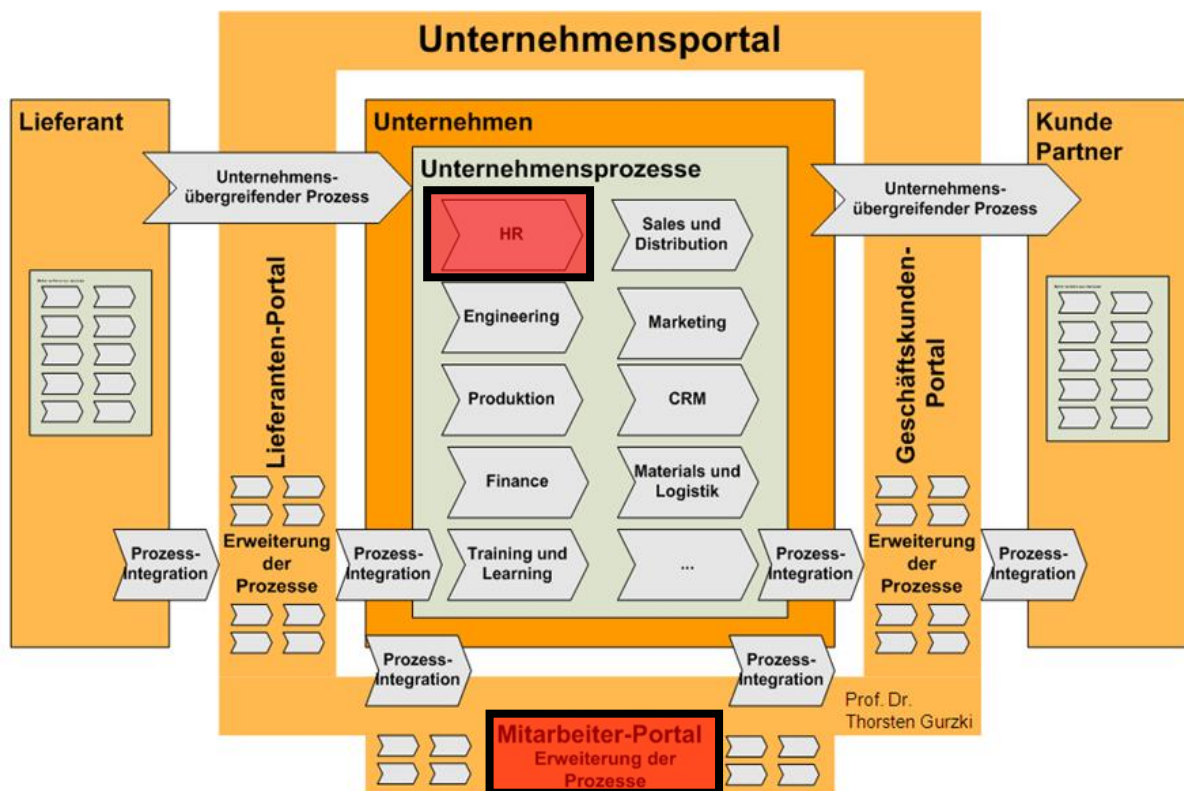 Unternehmensportal
Lieferant
Unternehmensübergreifender Prozess
Lieferanten-Portal
Prozess-
Integration
Erweiterung
der
Prozesse
Prozess-
Integration
Unternehmen
Unternehmensprozesse
HR
Sales und
Distribution
Engineering
Marketing
Produktion
CRM
Finance
Materials und
Logistik
Training und
Learning
...
Prozess-
Integration
Kunde
Partner
Unternehmens-
übergreifender Prozess
Geschäftskunden-
Portal
Erweiterung
der
Prozesse
Prozess-
Integration
Prozess-
Integration
Prozess-
Integration
Prof. Dr.
Thorsten Gurzki
Mitarbeiter-Portal
Erweiterung der
Prozesse